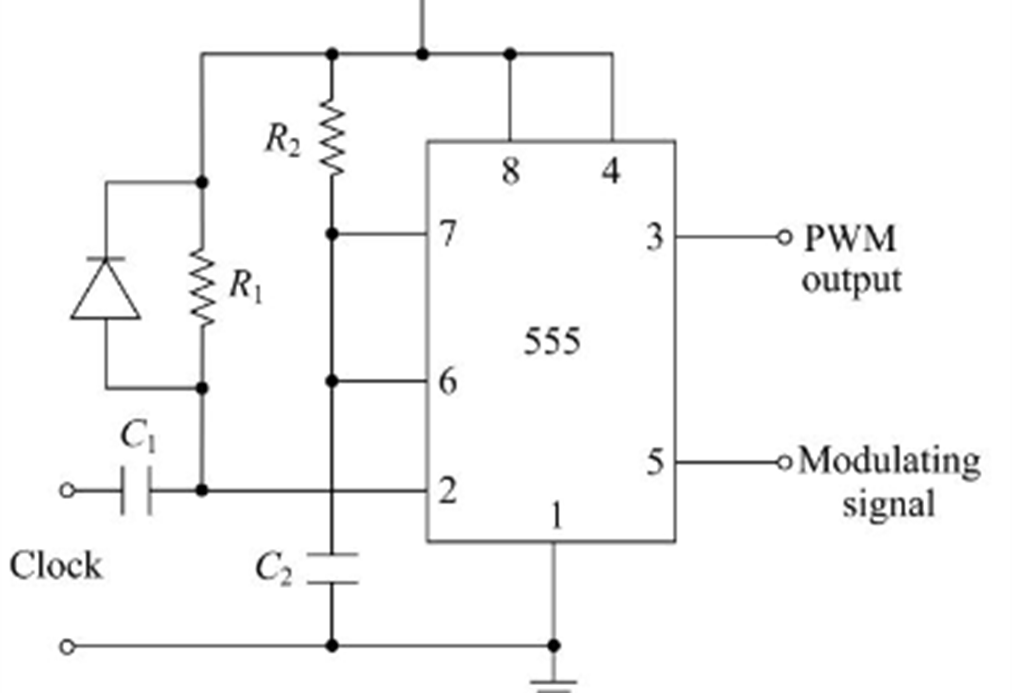 R₂
8 4
7
3 PWM
output
R₁
555
6
C₁
5 Modulating
signal
2
1
Clock
C₂